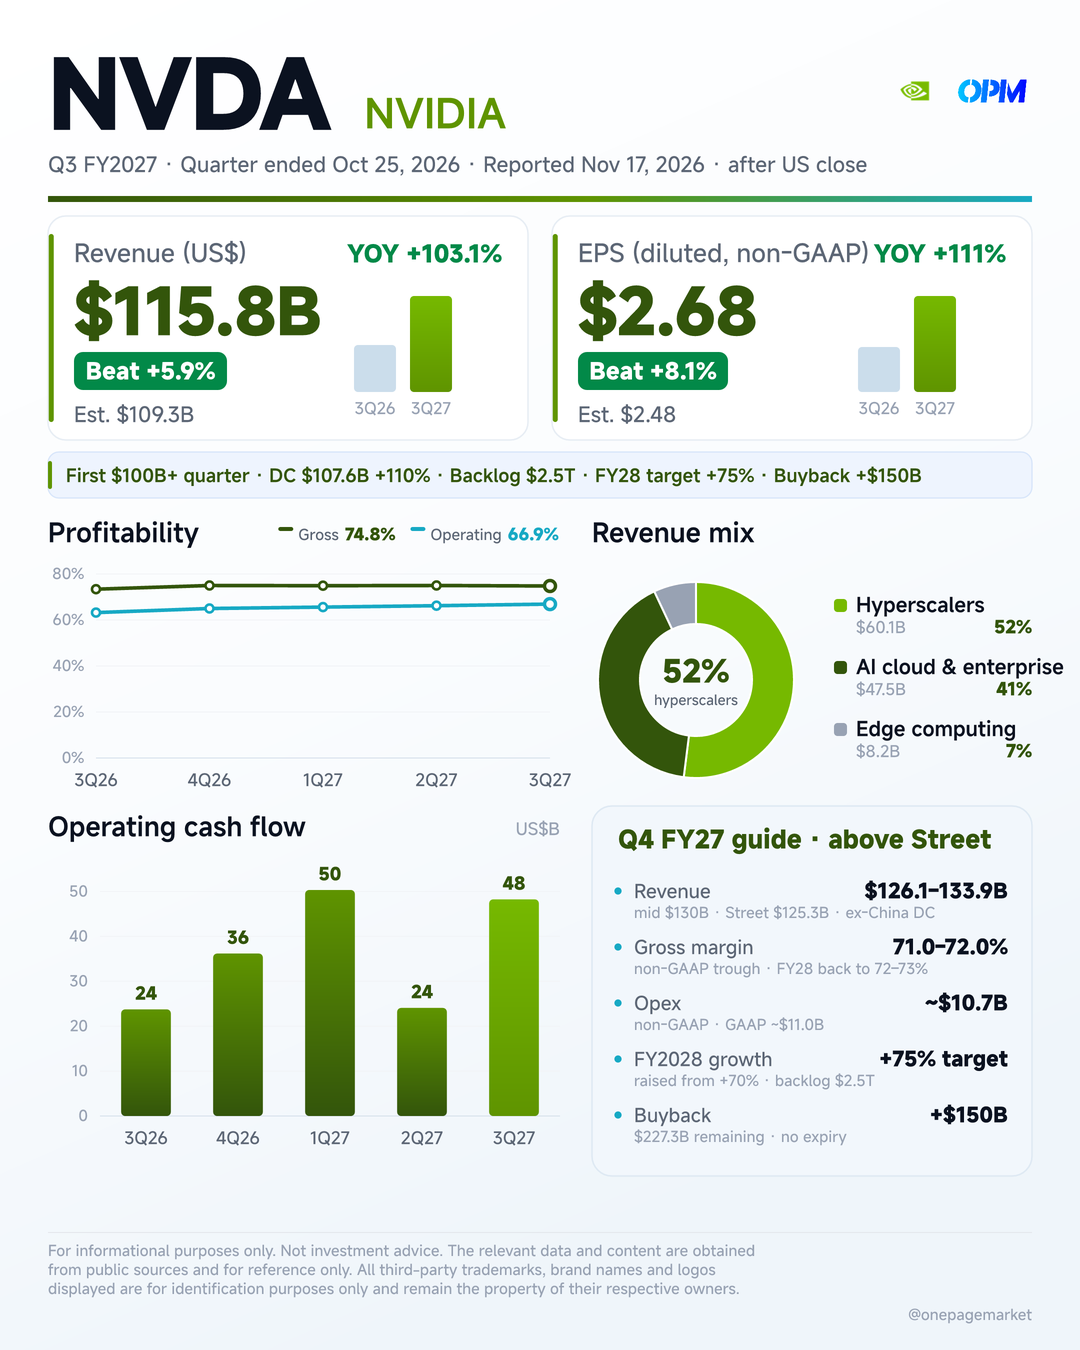 NVDA NVIDIA
OPM
Q3 FY2027 · Quarter ended Oct 25, 2026 · Reported Nov 17, 2026 · after US close
Revenue (US$) YOY +103.1%
$115.8B
Beat +5.9%
Est. $109.3B
3Q26 3Q27
EPS (diluted, non-GAAP) YOY +111%
$2.68
Beat +8.1%
Est. $2.48
3Q26 3Q27
First $100B+ quarter · DC $107.6B +110% · Backlog $2.5T · FY28 target +75% · Buyback +$150B
Profitability
Gross 74.8% Operating 66.9%
80%
60%
40%
20%
0%
3Q26 4Q26 1Q27 2Q27 3Q27
Revenue mix
52%
hyperscalers
Hyperscalers
$60.1B 52%
AI cloud & enterprise
$47.5B 41%
Edge computing
$8.2B 7%
Operating cash flow US$B
50
40
30
20
10
0
24 36 50 24 48
3Q26 4Q26 1Q27 2Q27 3Q27
Q4 FY27 guide · above Street
Revenue $126.1–133.9B
mid $130B · Street $125.3B · ex-China DC
Gross margin 71.0–72.0%
non-GAAP trough · FY28 back to 72–73%
Opex ~$10.7B
non-GAAP · GAAP ~$11.0B
FY2028 growth +75% target
raised from +70% · backlog $2.5T
Buyback +$150B
$227.3B remaining · no expiry
For informational purposes only. Not investment advice. The relevant data and content are obtained
from public sources and for reference only. All third-party trademarks, brand names and logos
displayed are for identification purposes only and remain the property of their respective owners.
@onepagemarket